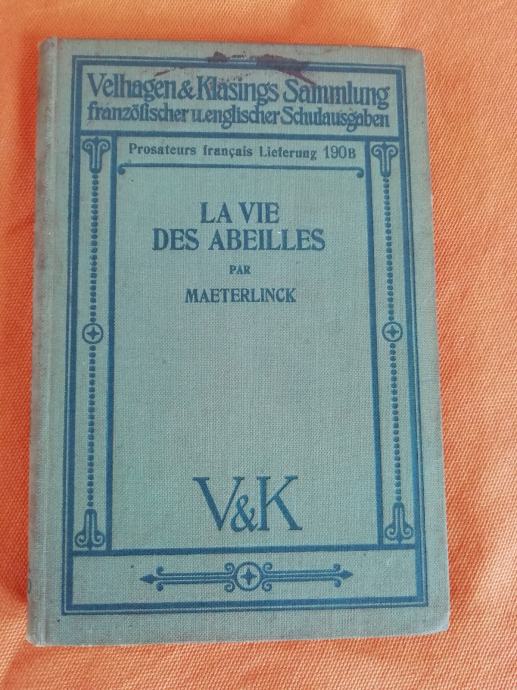 Velhagen & Klasings Sammlung
französischer u. englischer Schulausgaben
Prosateurs français Lieferung 190B
LA VIE
DES ABEILLES
PAR
MAETERLINCK
V&K